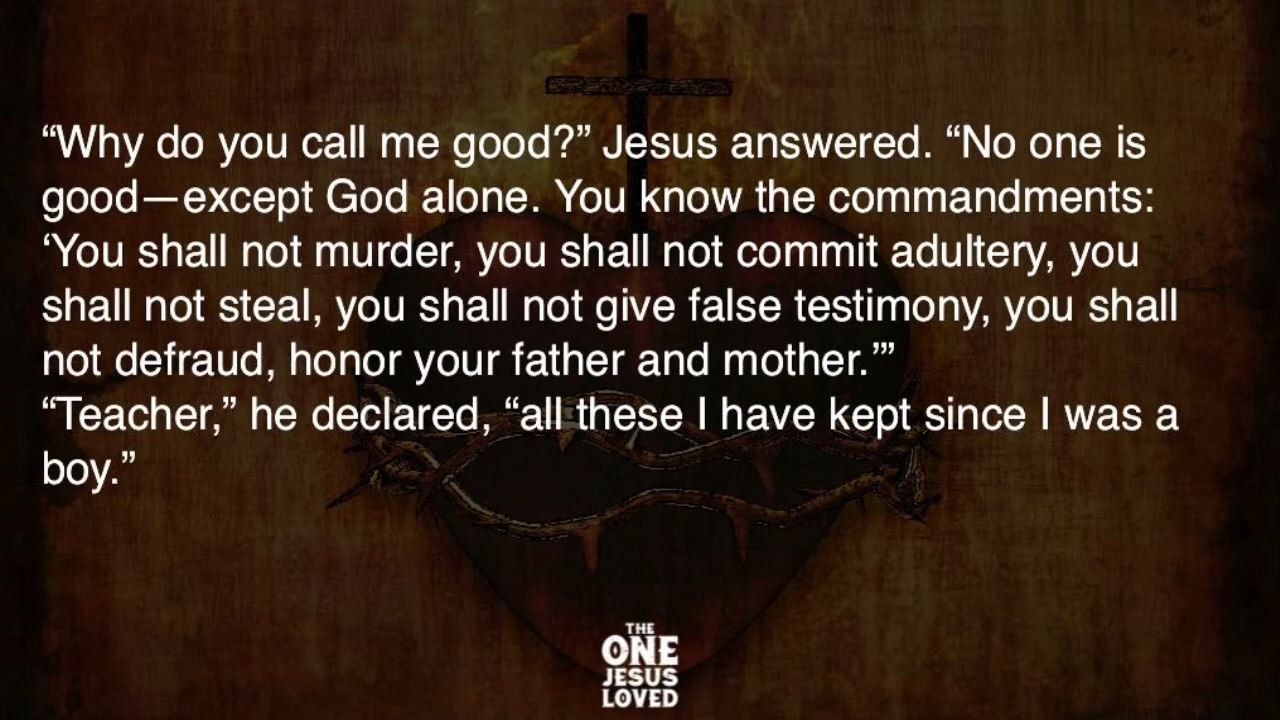 “Why do you call me good?” Jesus answered. “No one is
good—except God alone. You know the commandments:
‘You shall not murder, you shall not commit adultery, you
shall not steal, you shall not give false testimony, you shall
not defraud, honor your father and mother.’”
“Teacher,” he declared, “all these I have kept since I was a
boy.”
THE
ONE
JESUS
LOVED